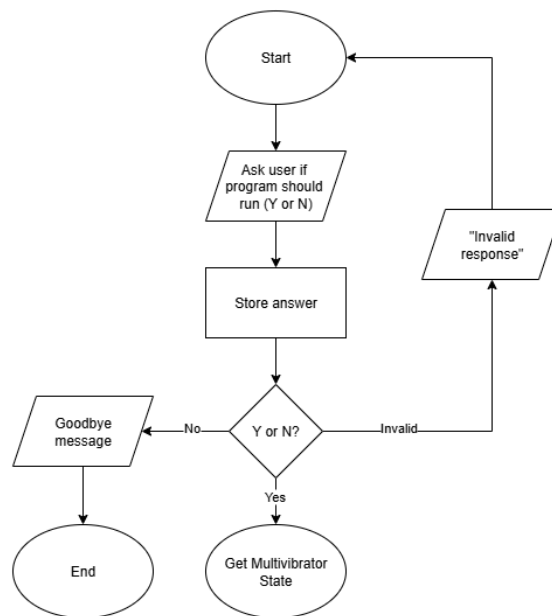 Start
Ask user if
program should
run (Y or N)
"Invalid
response"
Store answer
Goodbye
message
No
Y or N?
Invalid
Yes
End
Get Multivibrator
State